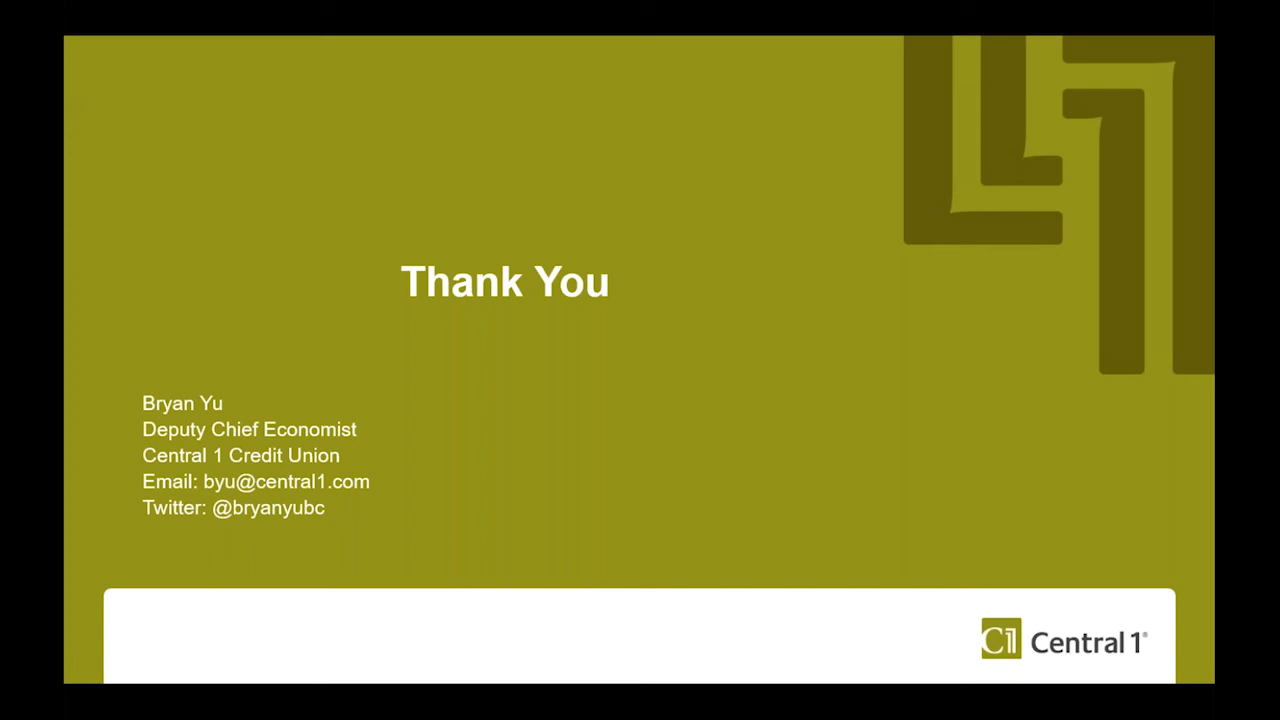 Thank You
Bryan Yu
Deputy Chief Economist
Central 1 Credit Union
Email: byu@central1.com
Twitter: @bryanyubc
C1 Central 1®